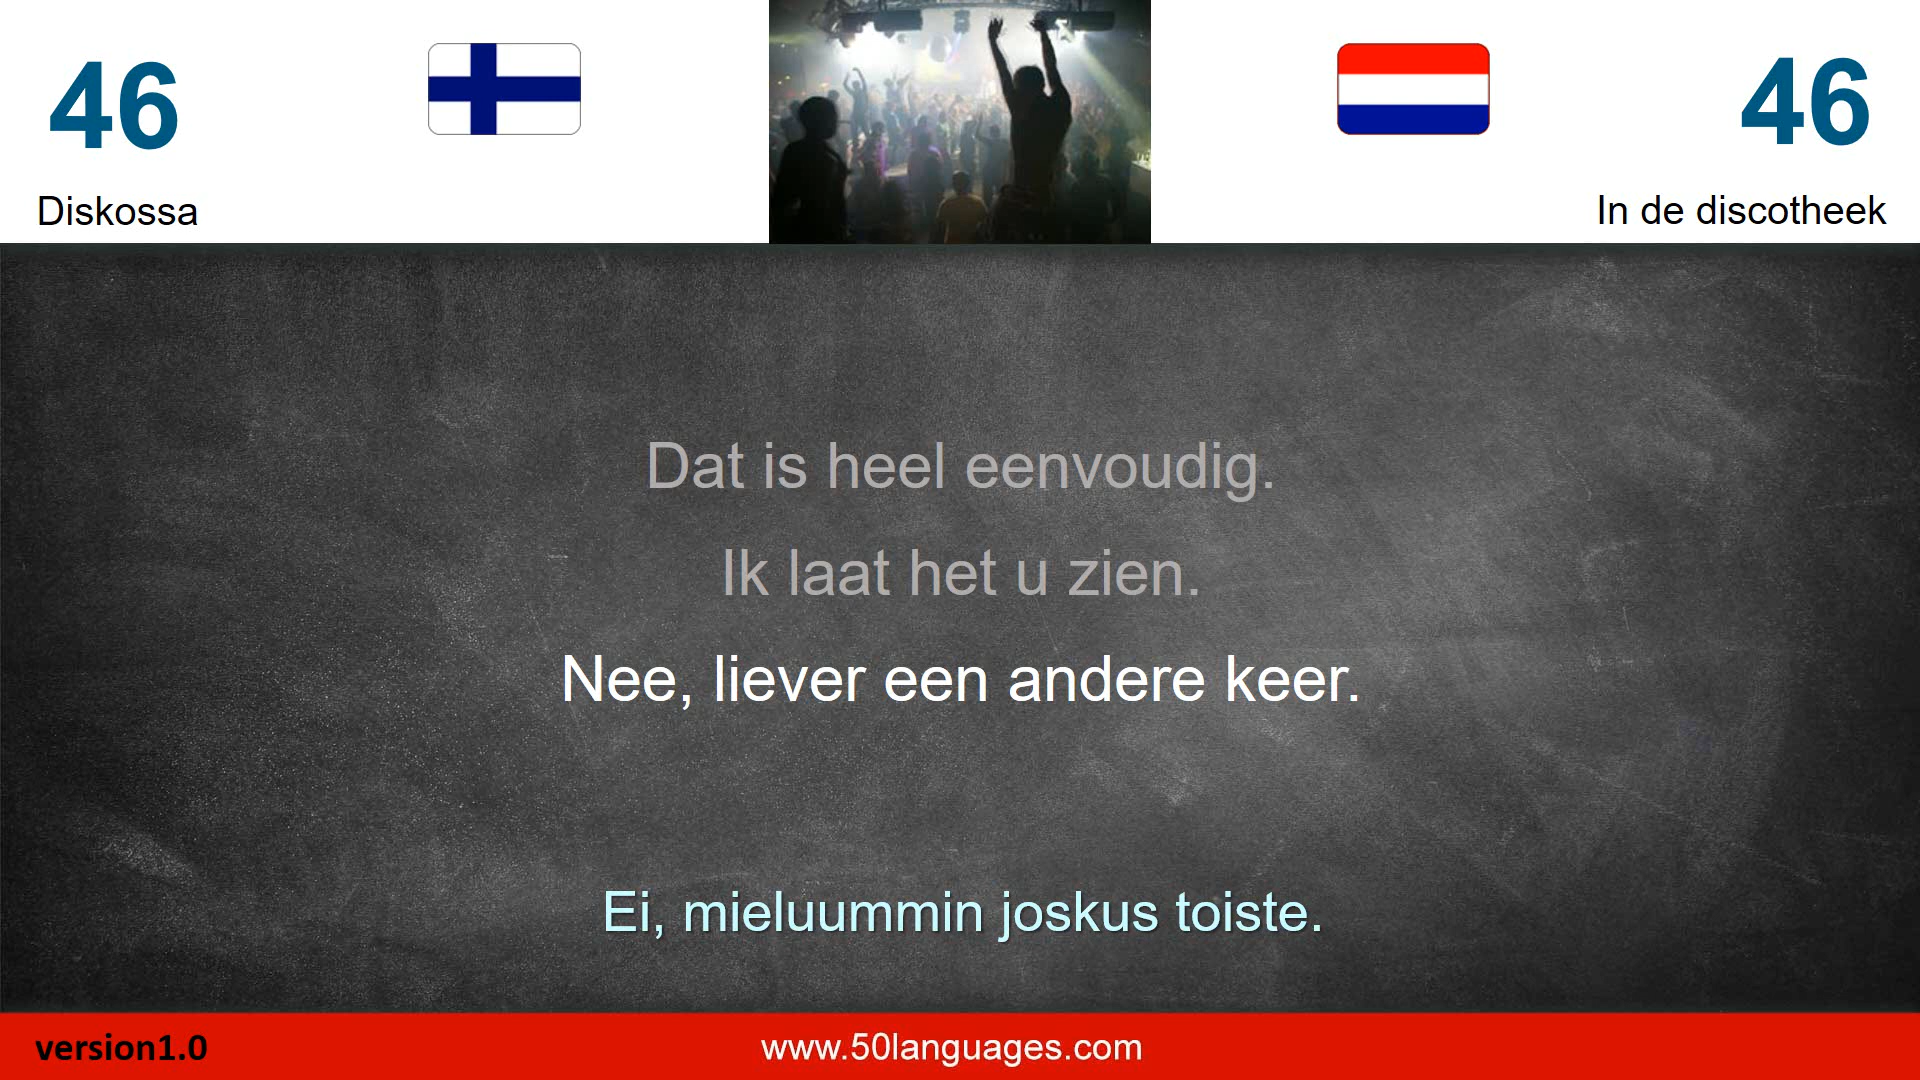 46
46
Diskossa
In de discotheek
Dat is heel eenvoudig.
Ik laat het u zien.
Nee, liever een andere keer.
Ei, mieluummin joskus toiste.
version1.0
www.50languages.com